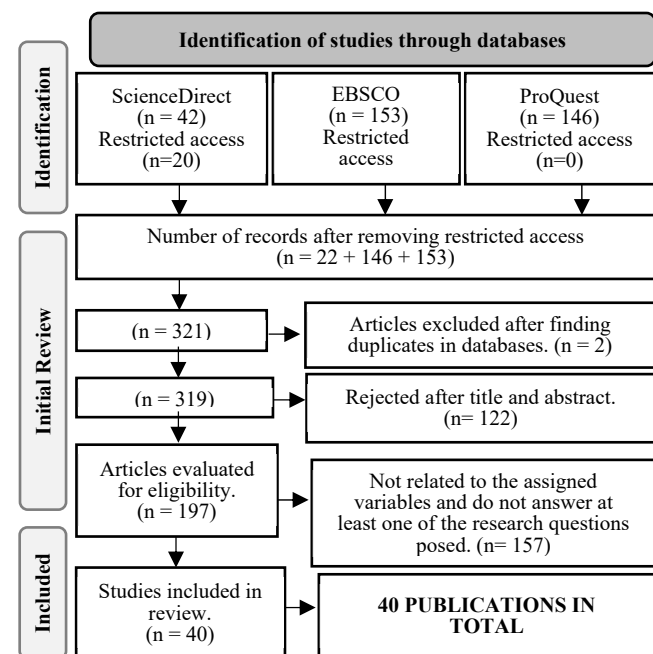 Identification of studies through databases
Identification
ScienceDirect
(n = 42)
Restricted access
(n=20)
EBSCO
(n = 153)
Restricted
access
ProQuest
(n = 146)
Restricted access
(n=0)
Number of records after removing restricted access
(n = 22 + 146 + 153)
Initial Review
(n = 321)
Articles excluded after finding
duplicates in databases. (n = 2)
(n = 319)
Rejected after title and abstract.
(n= 122)
Articles evaluated
for eligibility.
(n = 197)
Not related to the assigned
variables and do not answer at
least one of the research questions
posed. (n= 157)
Included
Studies included in
review.
(n = 40)
40 PUBLICATIONS IN
TOTAL